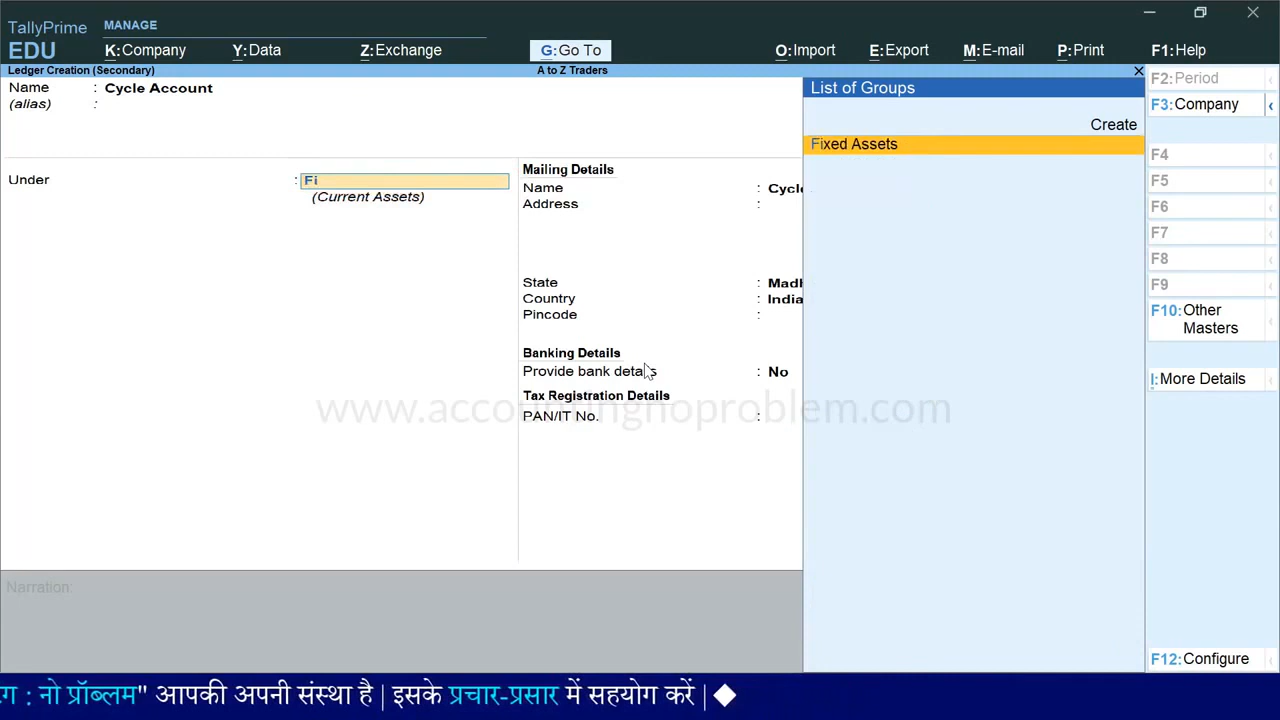 TallyPrime
EDU
MANAGE
K:Company
Y:Data
Z:Exchange
G:Go To
O:Import
E:Export
M:E-mail
P:Print
F1:Help
Ledger Creation (Secondary)
A to Z Traders
Name : Cycle Account
(alias) :
Under : Fi
(Current Assets)
Mailing Details
Name :
Address :
State :
Country : India
Pincode :
Banking Details
Provide bank details : No
Tax Registration Details
PAN/IT No. :
List of Groups
Create
Fixed Assets
F2:Period
F3:Company
F4
F5
F6
F7
F8
F9
F10:Other
Masters
I:More Details
F12:Configure
Narration:
www.accountingnoproblem.com
नो प्रॉब्लम" आपकी अपनी संस्था है | इसके प्रचार-प्रसार में सहयोग करें | ◆